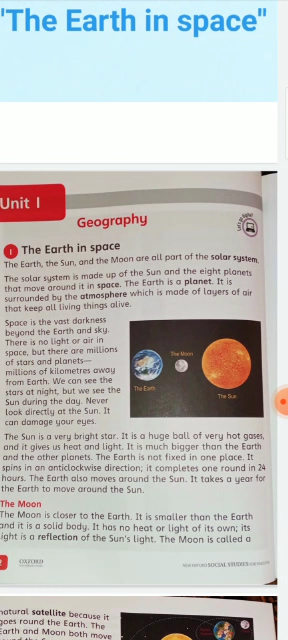 "The Earth in space"
Unit 1
Geography
1 The Earth in space
The Earth, the Sun, and the Moon are all part of the solar system.
The solar system is made up of the Sun and the eight planets
that move around it in space. The Earth is a planet. It is
surrounded by the atmosphere which is made of layers of air
that keep all living things alive.
Space is the vast darkness
beyond the Earth and sky.
There is no light or air in
space, but there are millions
of stars and planets—
millions of kilometres away
from Earth. We can see the
stars at night, but we see the
Sun during the day. Never
look directly at the Sun. It
can damage your eyes.
The Moon
The Earth
The Sun
The Sun is a very bright star. It is a huge ball of very hot gases,
and it gives us heat and light. It is much bigger than the Earth
and the other planets. The Earth is not fixed in one place. It
spins in an anticlockwise direction; it completes one round in 24
hours. The Earth also moves around the Sun. It takes a year for
the Earth to move around the Sun.
The Moon
The Moon is closer to the Earth. It is smaller than the Earth
and it is a solid body. It has no heat or light of its own; its
light is a reflection of the Sun's light. The Moon is called a
OXFORD
SOCIAL STUDIES
natural satellite because it
goes round the Earth. The
Earth and Moon both move